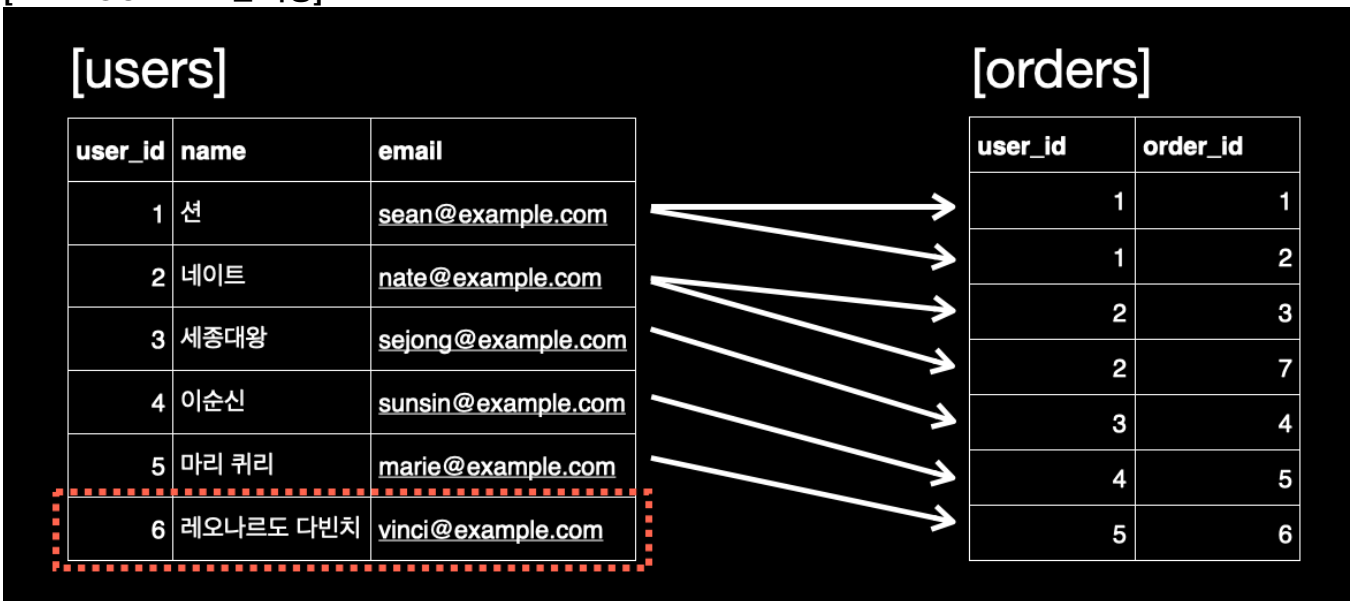 [users]
user_id name email
1 션 sean@example.com
2 네이트 nate@example.com
3 세종대왕 sejong@example.com
4 이순신 sunsin@example.com
5 마리 퀴리 marie@example.com
6 레오나르도 다빈치 vinci@example.com
[orders]
user_id order_id
1 1
1 2
2 3
2 7
3 4
4 5
5 6